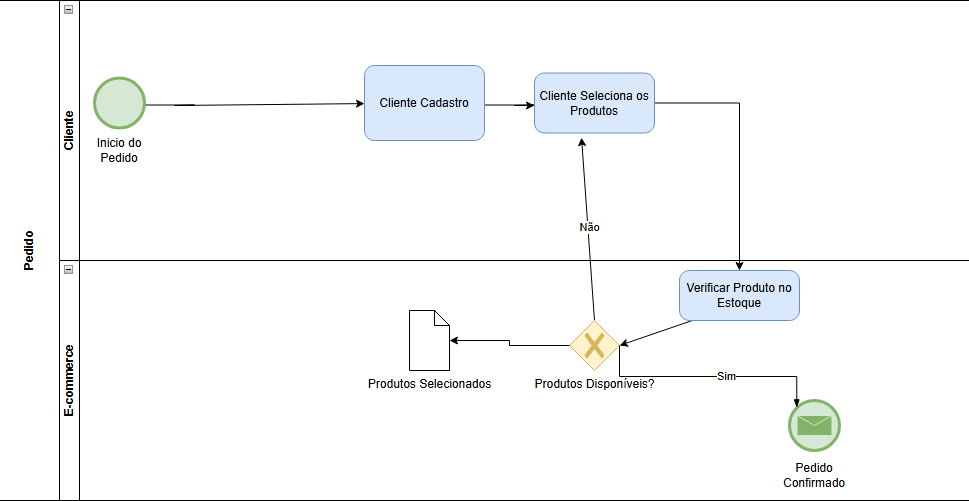 Pedido
Cliente
Inicio do
Pedido
Cliente Cadastro
Cliente Seleciona os
Produtos
Não
E-commerce
Verificar Produto no
Estoque
Produtos Selecionados
Produtos Disponíveis?
Sim
Pedido
Confirmado